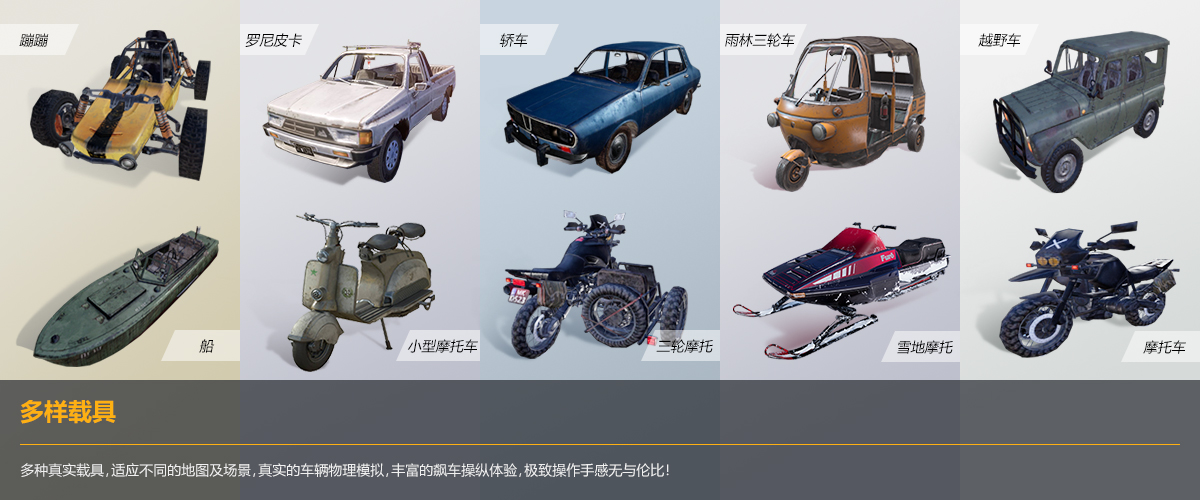 蹦蹦
罗尼皮卡
轿车
雨林三轮车
越野车
船
小型摩托车
三轮摩托
雪地摩托
摩托车
多样载具
多种真实载具,适应不同的地图及场景,真实的车辆物理模拟,丰富的飙车操纵体验,极致操作手感无与伦比!